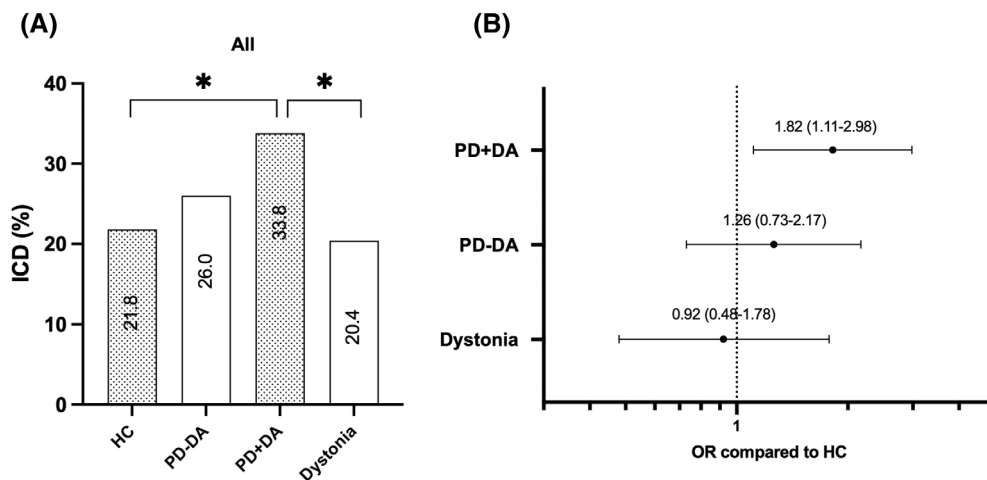 (A)
All
*
*
ICD (%)
40
30
20
10
0
21.8
26.0
33.8
20.4
HC
PD-DA
PD+DA
Dystonia
(B)
PD+DA
1.82 (1.11-2.98)
PD-DA
1.26 (0.73-2.17)
Dystonia
0.92 (0.48-1.78)
1
OR compared to HC